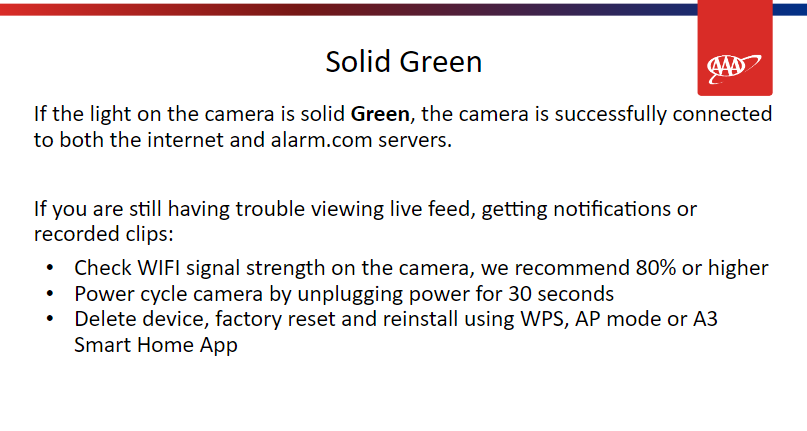 Solid Green
AAA
If the light on the camera is solid Green, the camera is successfully connected
to both the internet and alarm.com servers.
If you are still having trouble viewing live feed, getting notifications or
recorded clips:
• Check WIFI signal strength on the camera, we recommend 80% or higher
• Power cycle camera by unplugging power for 30 seconds
• Delete device, factory reset and reinstall using WPS, AP mode or A3
Smart Home App